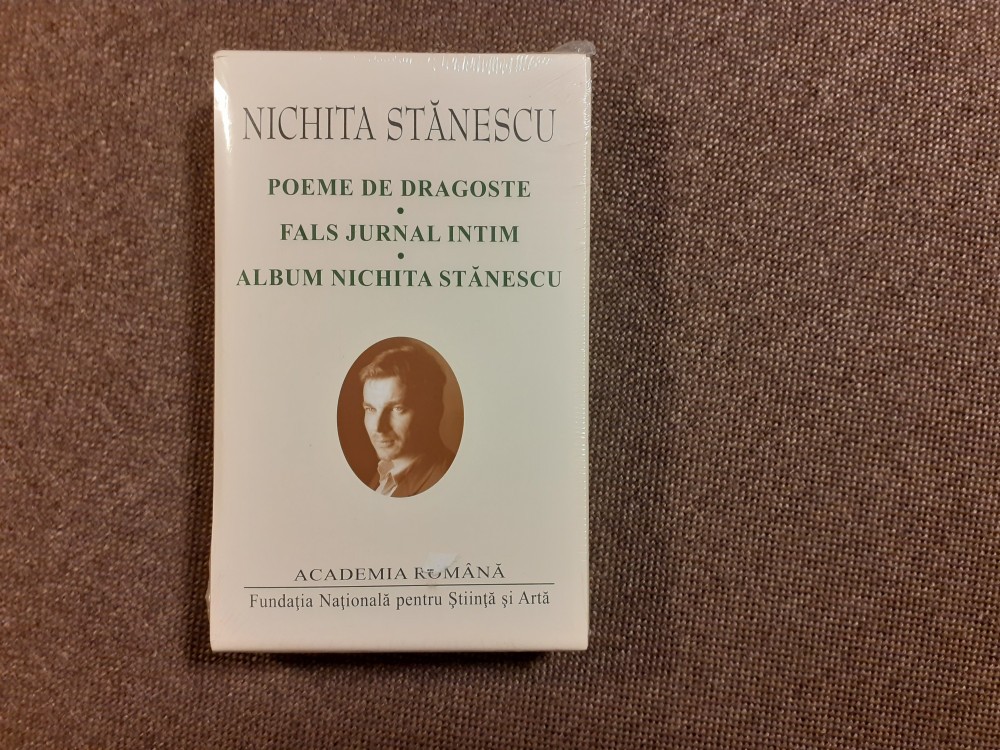 NICHITA STĂNESCU
POEME DE DRAGOSTE
•
FALS JURNAL INTIM
•
ALBUM NICHITA STĂNESCU
ACADEMIA ROMÂNĂ
Fundația Națională pentru Știință și Artă